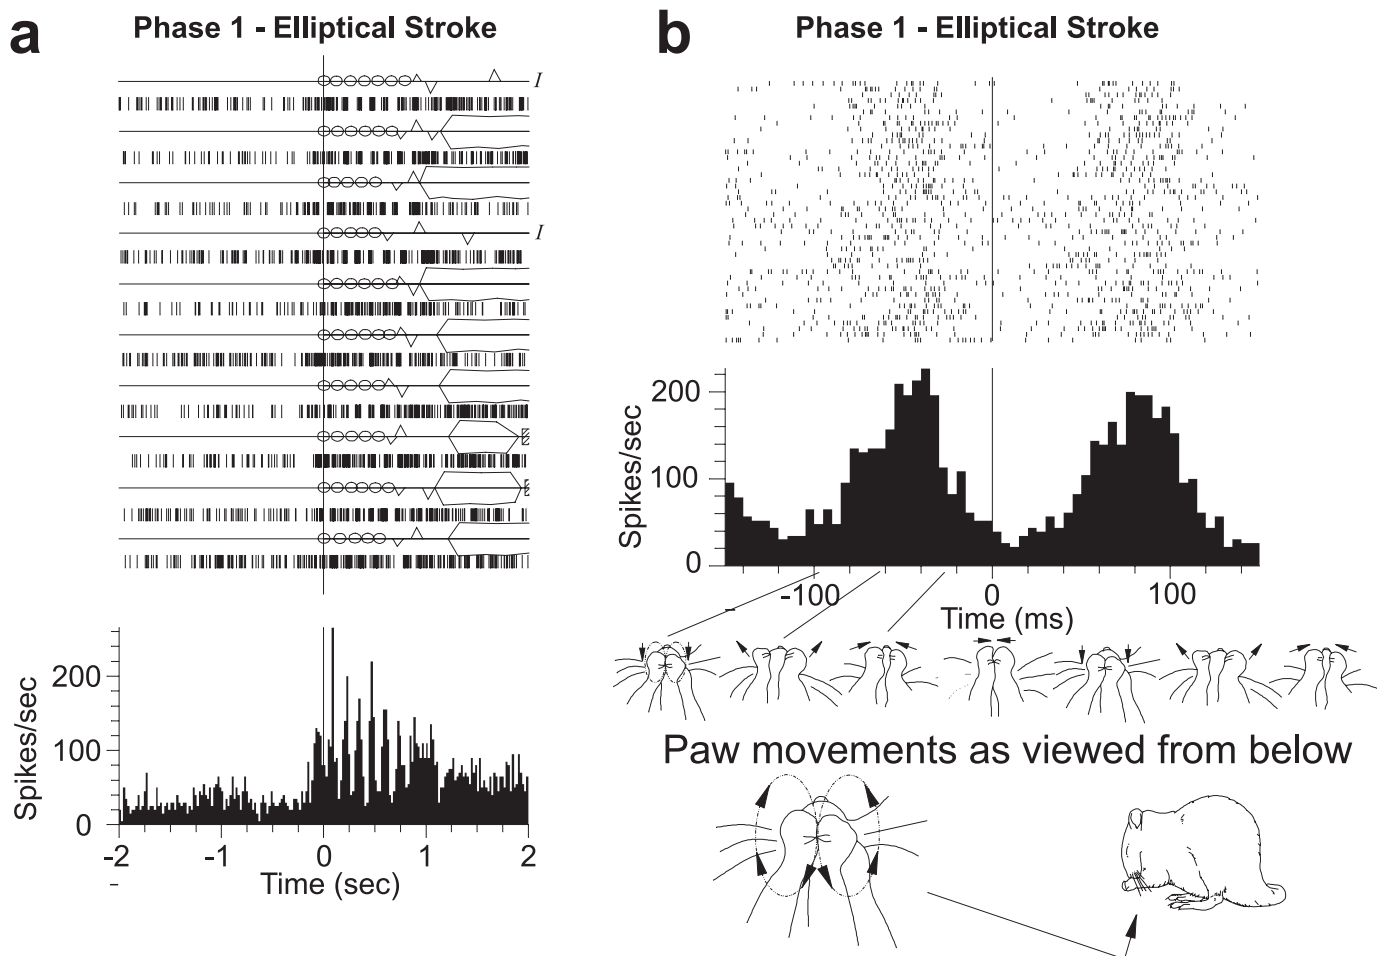 a
Phase 1 - Elliptical Stroke
I
I
Spikes/sec
200
100
0
-2 -1 0 1 2
Time (sec)
b
Phase 1 - Elliptical Stroke
Spikes/sec
200
100
0
-100 0 100
Time (ms)
Paw movements as viewed from below